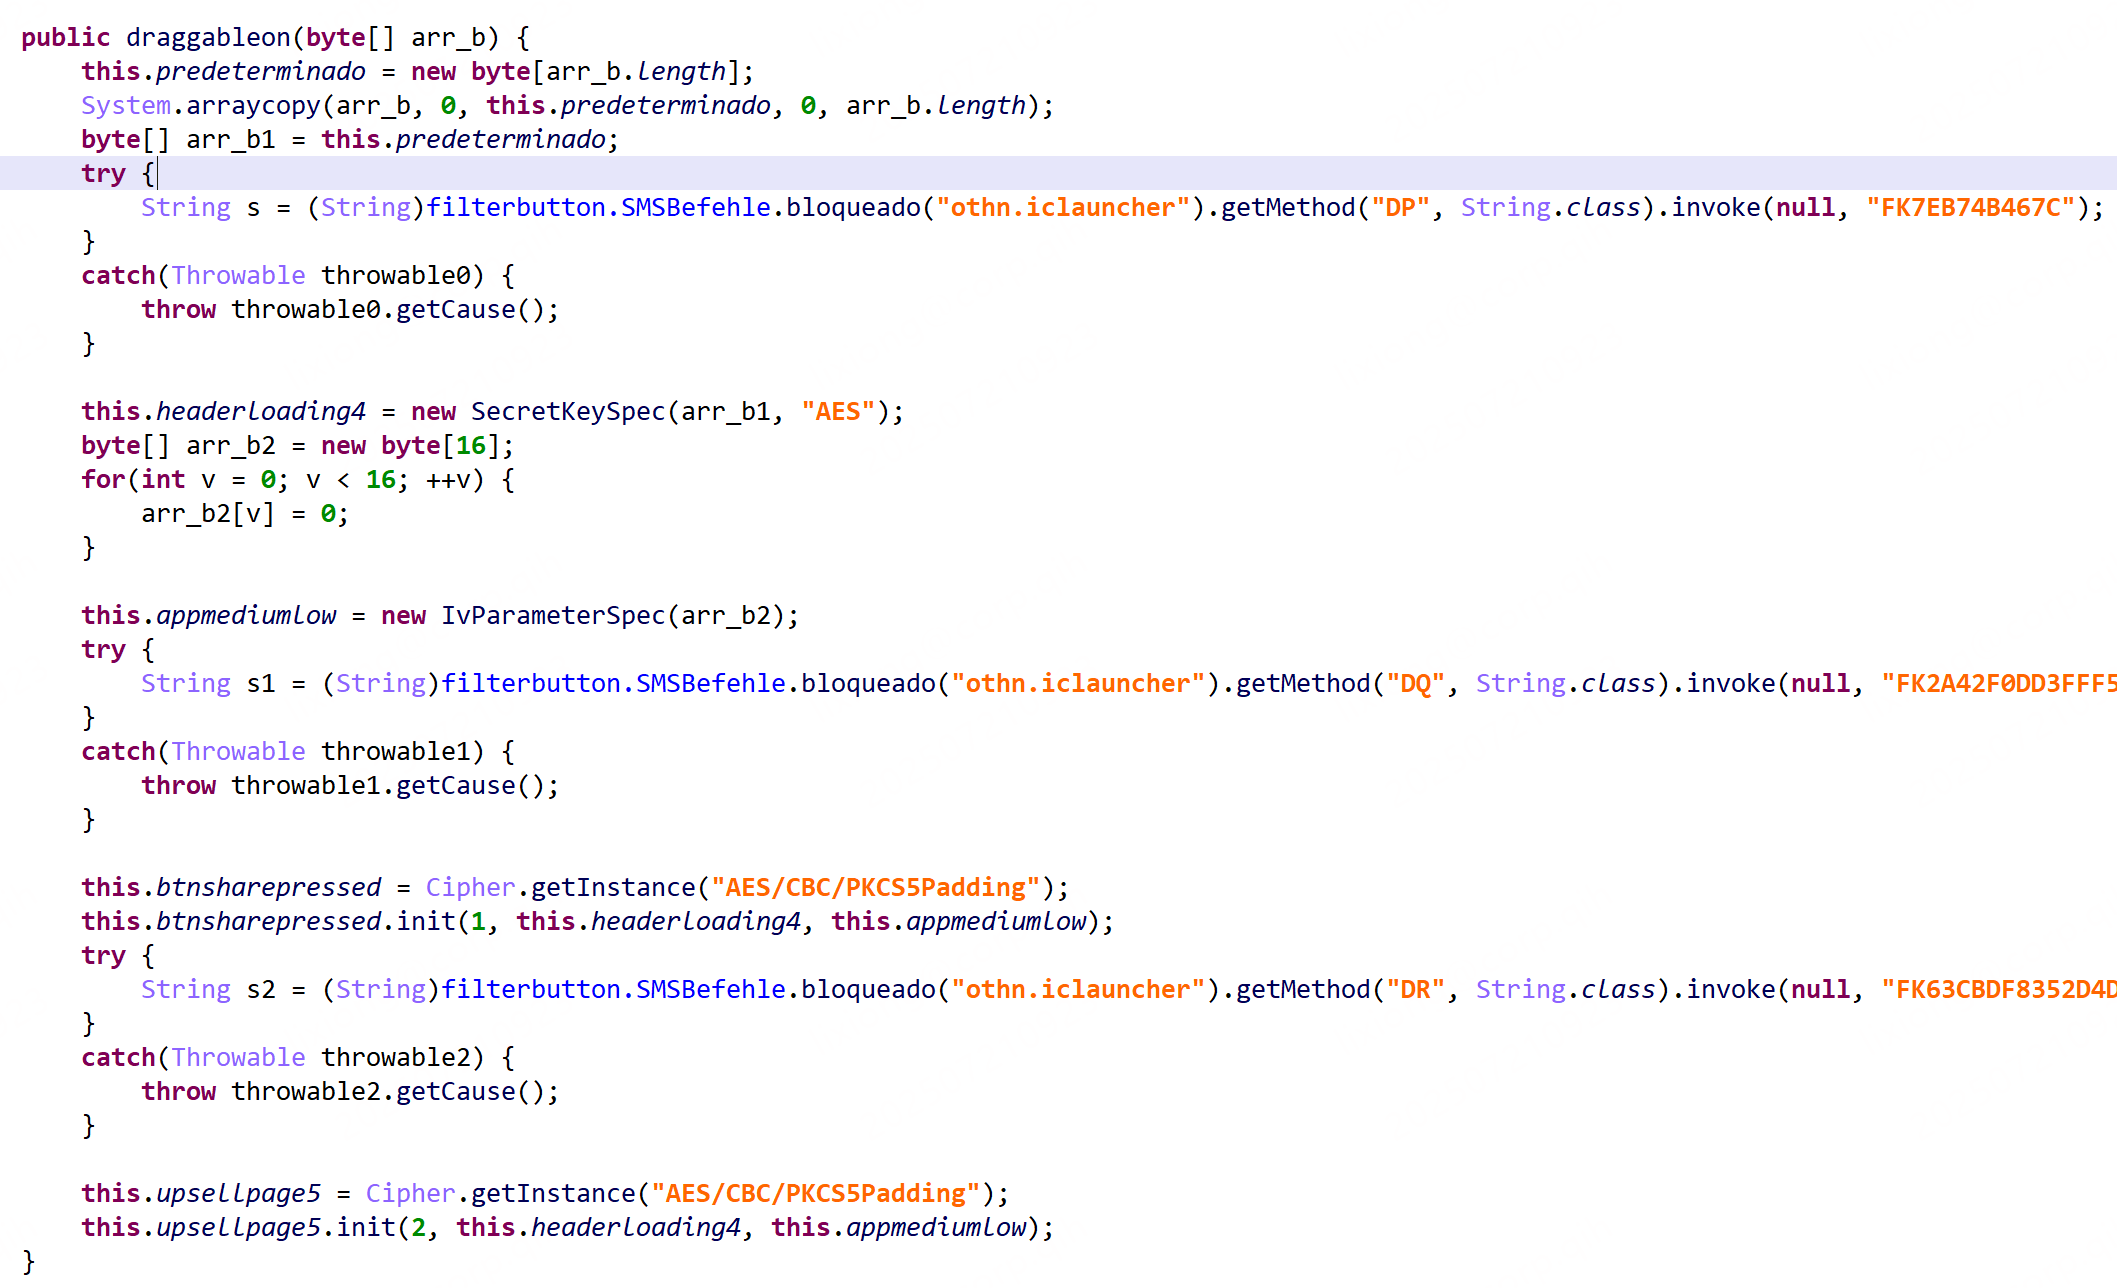 public draggableon(byte[] arr_b) {
this.predeterminado = new byte[arr_b.length];
System.arraycopy(arr_b, 0, this.predeterminado, 0, arr_b.length);
byte[] arr_b1 = this.predeterminado;
try {
String s = (String)filterbutton.SMSBefehle.bloqueado("othn.iclauncher").getMethod("DP", String.class).invoke(null, "FK7EB74B467C");
}
catch(Throwable throwable0) {
throw throwable0.getCause();
}
this.headerloading4 = new SecretKeySpec(arr_b1, "AES");
byte[] arr_b2 = new byte[16];
for(int v = 0; v < 16; ++v) {
arr_b2[v] = 0;
}
this.appmediumlow = new IvParameterSpec(arr_b2);
try {
String s1 = (String)filterbutton.SMSBefehle.bloqueado("othn.iclauncher").getMethod("DQ", String.class).invoke(null, "FK2A42F0DD3FFF5
}
catch(Throwable throwable1) {
throw throwable1.getCause();
}
this.btnsharepressed = Cipher.getInstance("AES/CBC/PKCS5Padding");
this.btnsharepressed.init(1, this.headerloading4, this.appmediumlow);
try {
String s2 = (String)filterbutton.SMSBefehle.bloqueado("othn.iclauncher").getMethod("DR", String.class).invoke(null, "FK63CBDF8352D4D
}
catch(Throwable throwable2) {
throw throwable2.getCause();
}
this.upsellpage5 = Cipher.getInstance("AES/CBC/PKCS5Padding");
this.upsellpage5.init(2, this.headerloading4, this.appmediumlow);
}